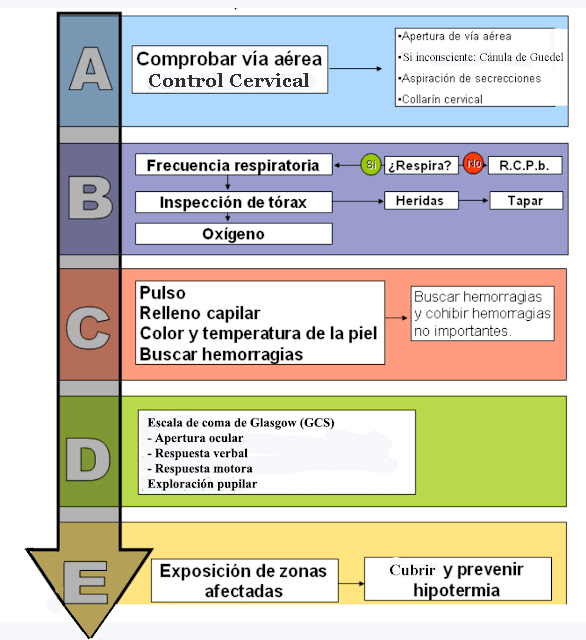 A
Comprobar vía aérea
Control Cervical
•Apertura de vía aérea
•Si inconsciente: Cánula de Guedel
•Aspiración de secrecciones
•Collarín cervical
B
Frecuencia respiratoria
Si
¿Respira?
No
R.C.P.b.
Inspección de tórax
Heridas
Tapar
Oxígeno
C
Pulso
Relleno capilar
Color y temperatura de la piel
Buscar hemorragias
Buscar hemorragias
y cohibir hemorragias
no importantes.
D
Escala de coma de Glasgow (GCS)
- Apertura ocular
- Respuesta verbal
- Respuesta motora
Exploración pupilar
E
Exposición de zonas
afectadas
Cubrir y prevenir
hipotermia